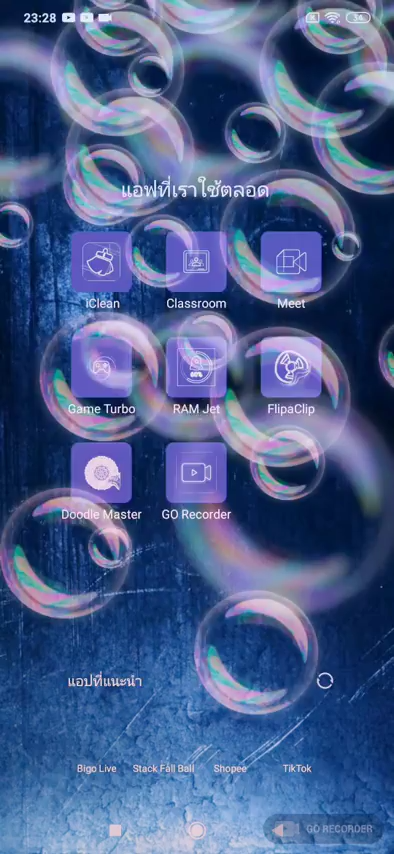 23:28
56
แอฟที่เราใช้ตลอด
iClean
Classroom
Meet
Game Turbo
RAM Jet
FlipaClip
Doodle Master
GO Recorder
แอปที่แนะนำ
Bigo Live
Stack Fall Ball
Shopee
TikTok
GO RECORDER